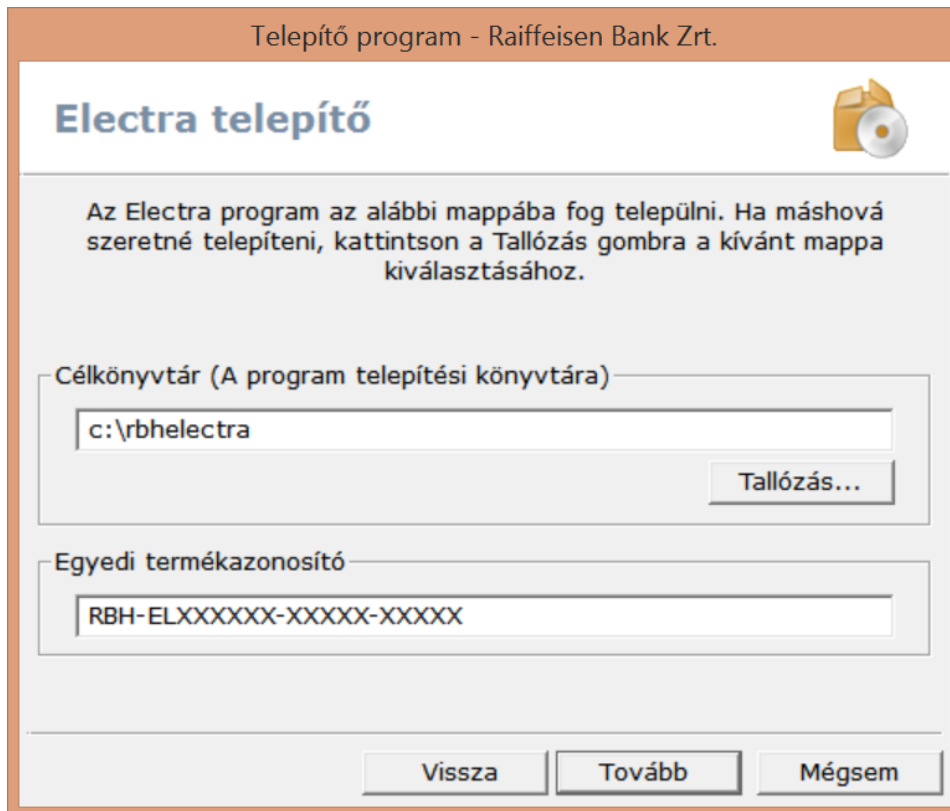 Telepítő program - Raiffeisen Bank Zrt.
Electra telepítő
Az Electra program az alábbi mappába fog települni. Ha máshová
szeretné telepíteni, kattintson a Tallózás gombra a kívánt mappa
kiválasztásához.
Célkönyvtár (A program telepítési könyvtára)
c:\rbhelectra
Tallózás...
Egyedi termékazonosító
RBH-ELXXXXXX-XXXXX-XXXXX
Vissza
Tovább
Mégsem